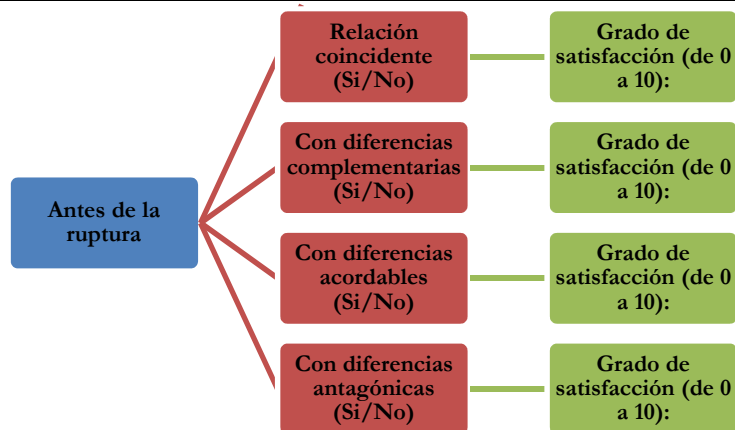 Relación
coincidente
(Si/No)
Grado de
satisfacción (de 0
a 10):
Con diferencias
complementarias
(Si/No)
Grado de
satisfacción (de 0
a 10):
Antes de la
ruptura
Con diferencias
acordables
(Si/No)
Grado de
satisfacción (de 0
a 10):
Con diferencias
antagónicas
(Si/No)
Grado de
satisfacción (de 0
a 10):